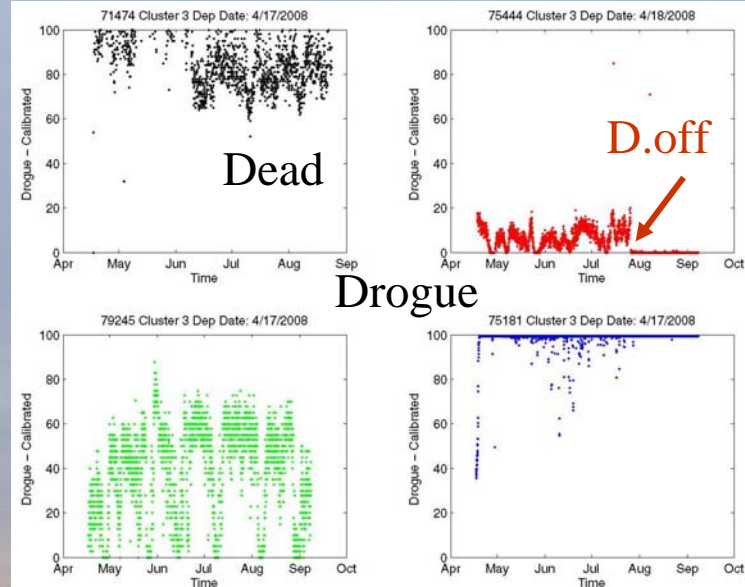 71474 Cluster 3 Dep Date: 4/17/2008
Drogue - Calibrated
100
80
60
40
20
0
Apr May Jun Jul Aug Sep
Time
Dead
75444 Cluster 3 Dep Date: 4/18/2008
Drogue - Calibrated
100
80
60
40
20
0
Apr May Jun Jul Aug Sep Oct
Time
D.off
Drogue
79245 Cluster 3 Dep Date: 4/17/2008
Drogue - Calibrated
100
80
60
40
20
0
Apr May Jun Jul Aug Sep Oct
Time
75181 Cluster 3 Dep Date: 4/17/2008
Drogue - Calibrated
100
80
60
40
20
0
Apr May Jun Jul Aug Sep Oct
Time